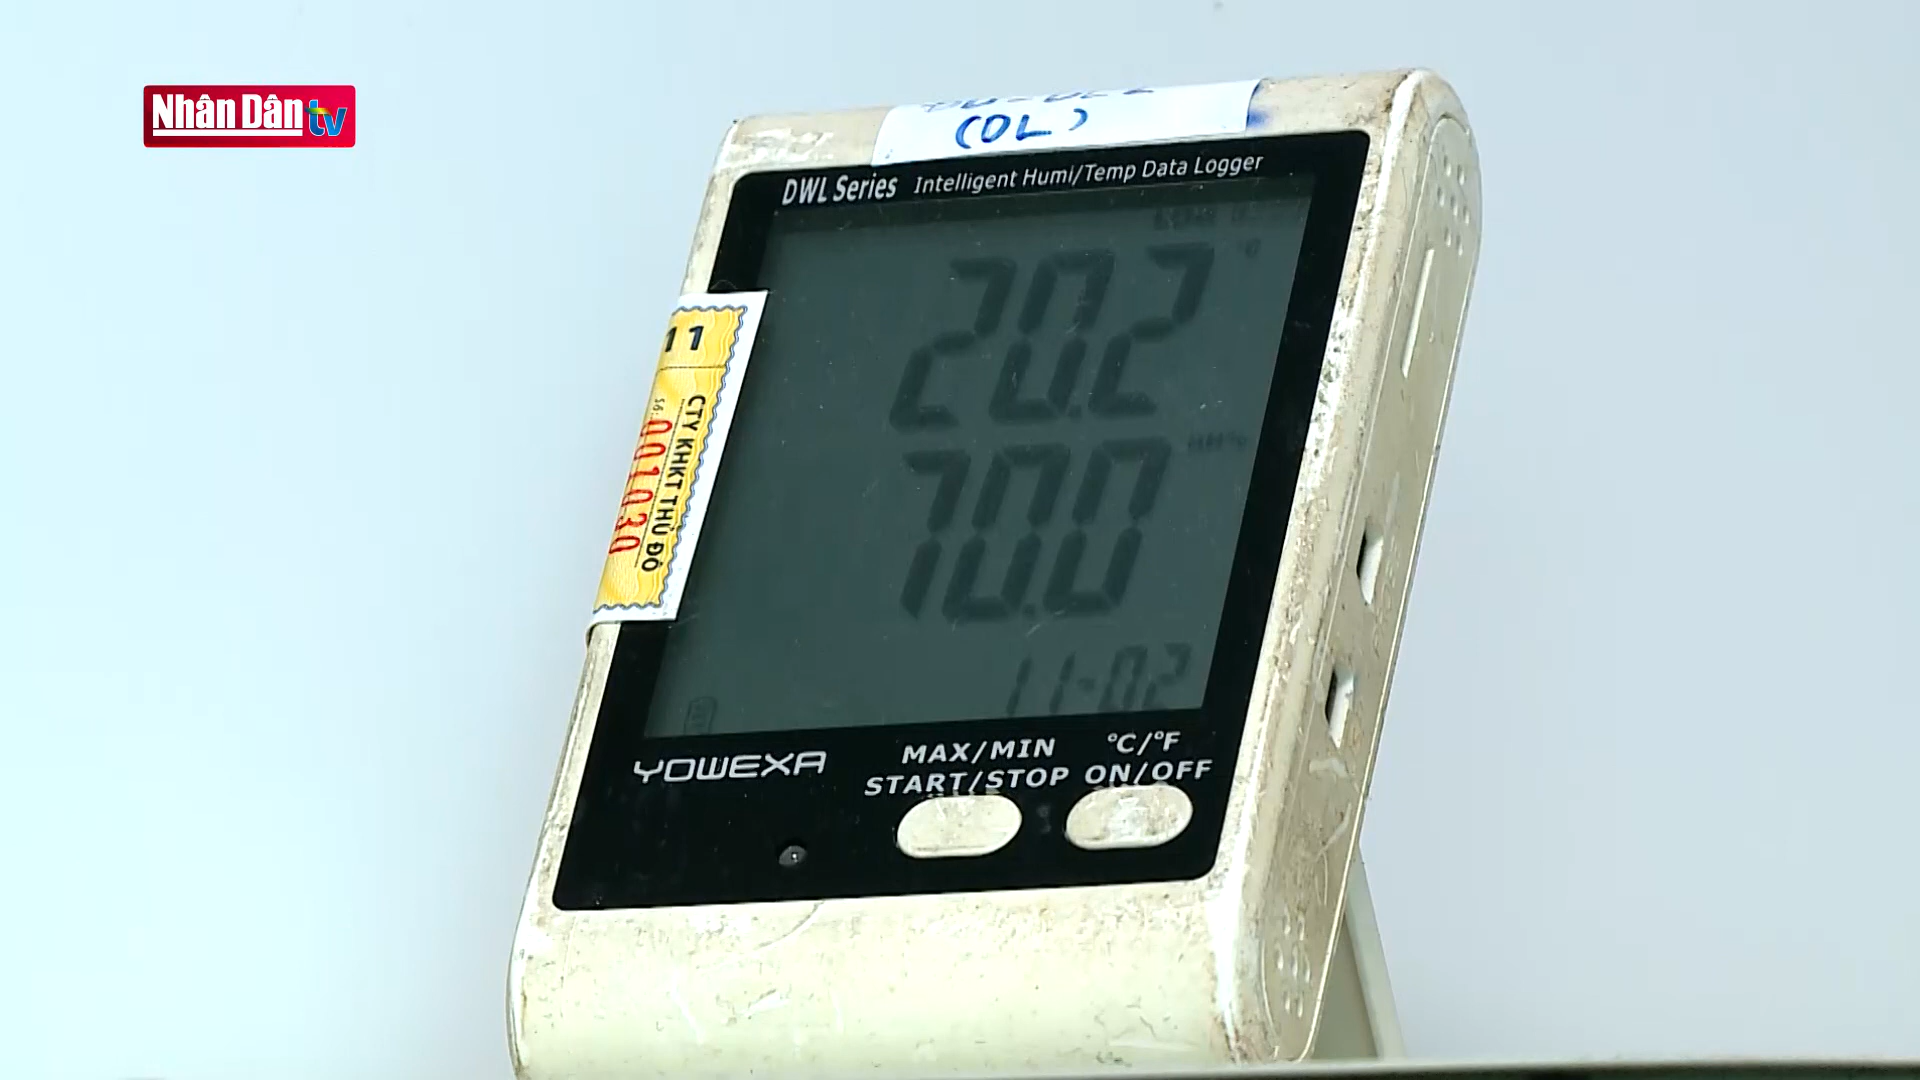 Nhân Dân tv
(DL)
DWL Series Intelligent Humi/Temp Data Logger
20.2
70.0
11-02
11
CTY KHKT THỦ ĐÔ
Số: 001030
YOWEXA
MAX/MIN °C/°F
START/STOP ON/OFF